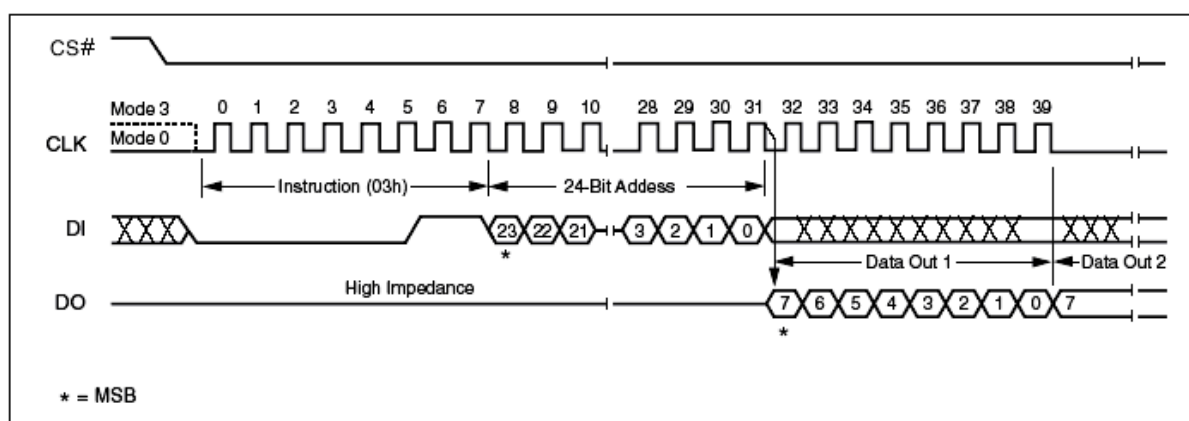 CS#
Mode 3 0 1 2 3 4 5 6 7 8 9 10 28 29 30 31 32 33 34 35 36 37 38 39
Mode 0
CLK
Instruction (03h) 24-Bit Addess
DI 23 22 21 3 2 1 0
* Data Out 1 Data Out 2
High Impedance
DO 7 6 5 4 3 2 1 0 7
*
* = MSB